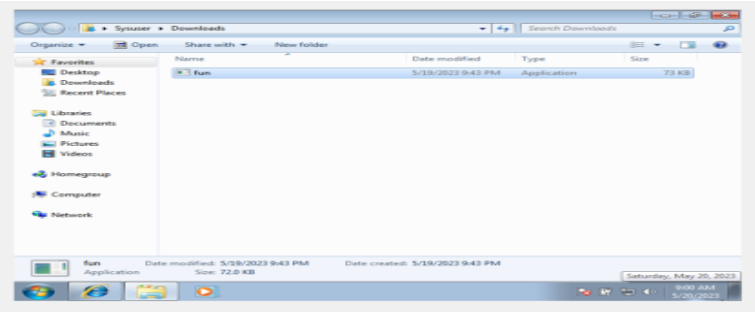 Sysuser Downloads Search Downloads
Organize Open Share with New folder
Name Date modified Type Size
fun 5/19/2023 9:43 PM Application 73 KB
Favorites
Desktop
Downloads
Recent Places
Libraries
Documents
Music
Pictures
Videos
Homegroup
Computer
Network
fun Date modified: 5/19/2023 9:43 PM Date created: 5/19/2023 9:43 PM
Application Size: 72.0 KB
Saturday, May 20, 2023
9:00 AM
5/20/2023